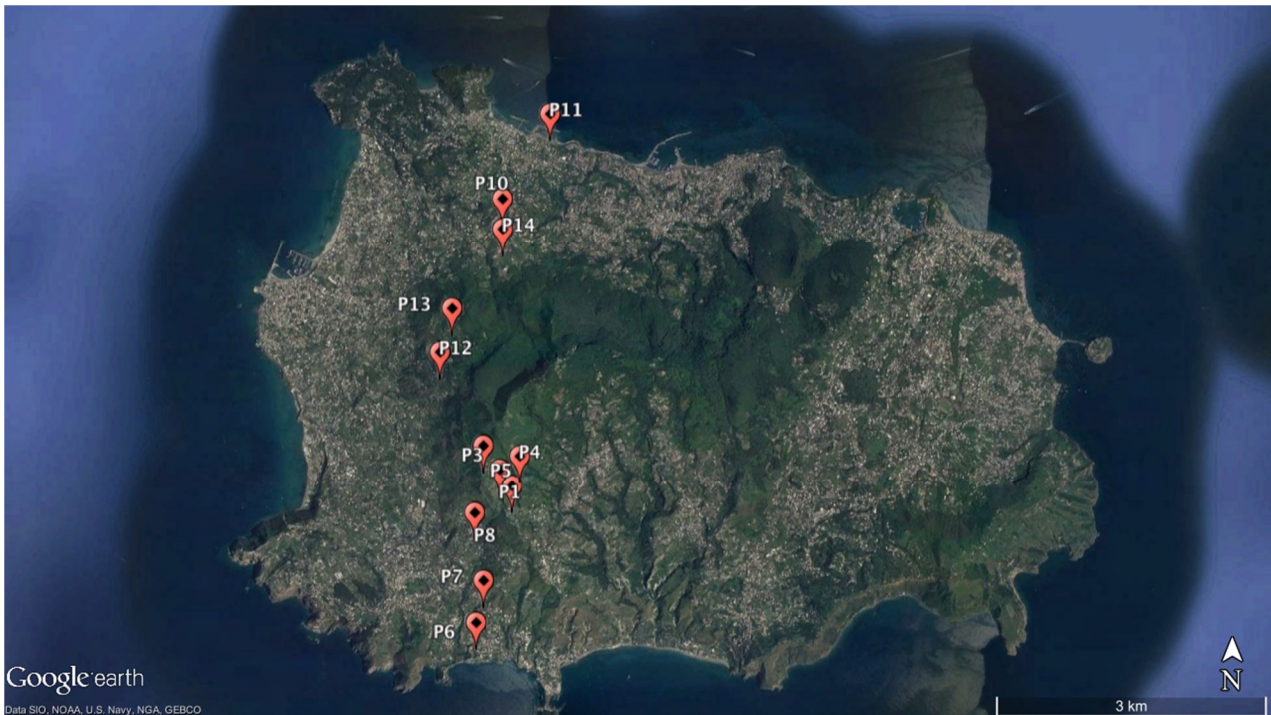 P11
P10
P14
P13
P12
P3
P4
P5
P1
P8
P7
P6
Google earth
N
Data SIO, NOAA, U.S. Navy, NGA, GEBCO
3 km